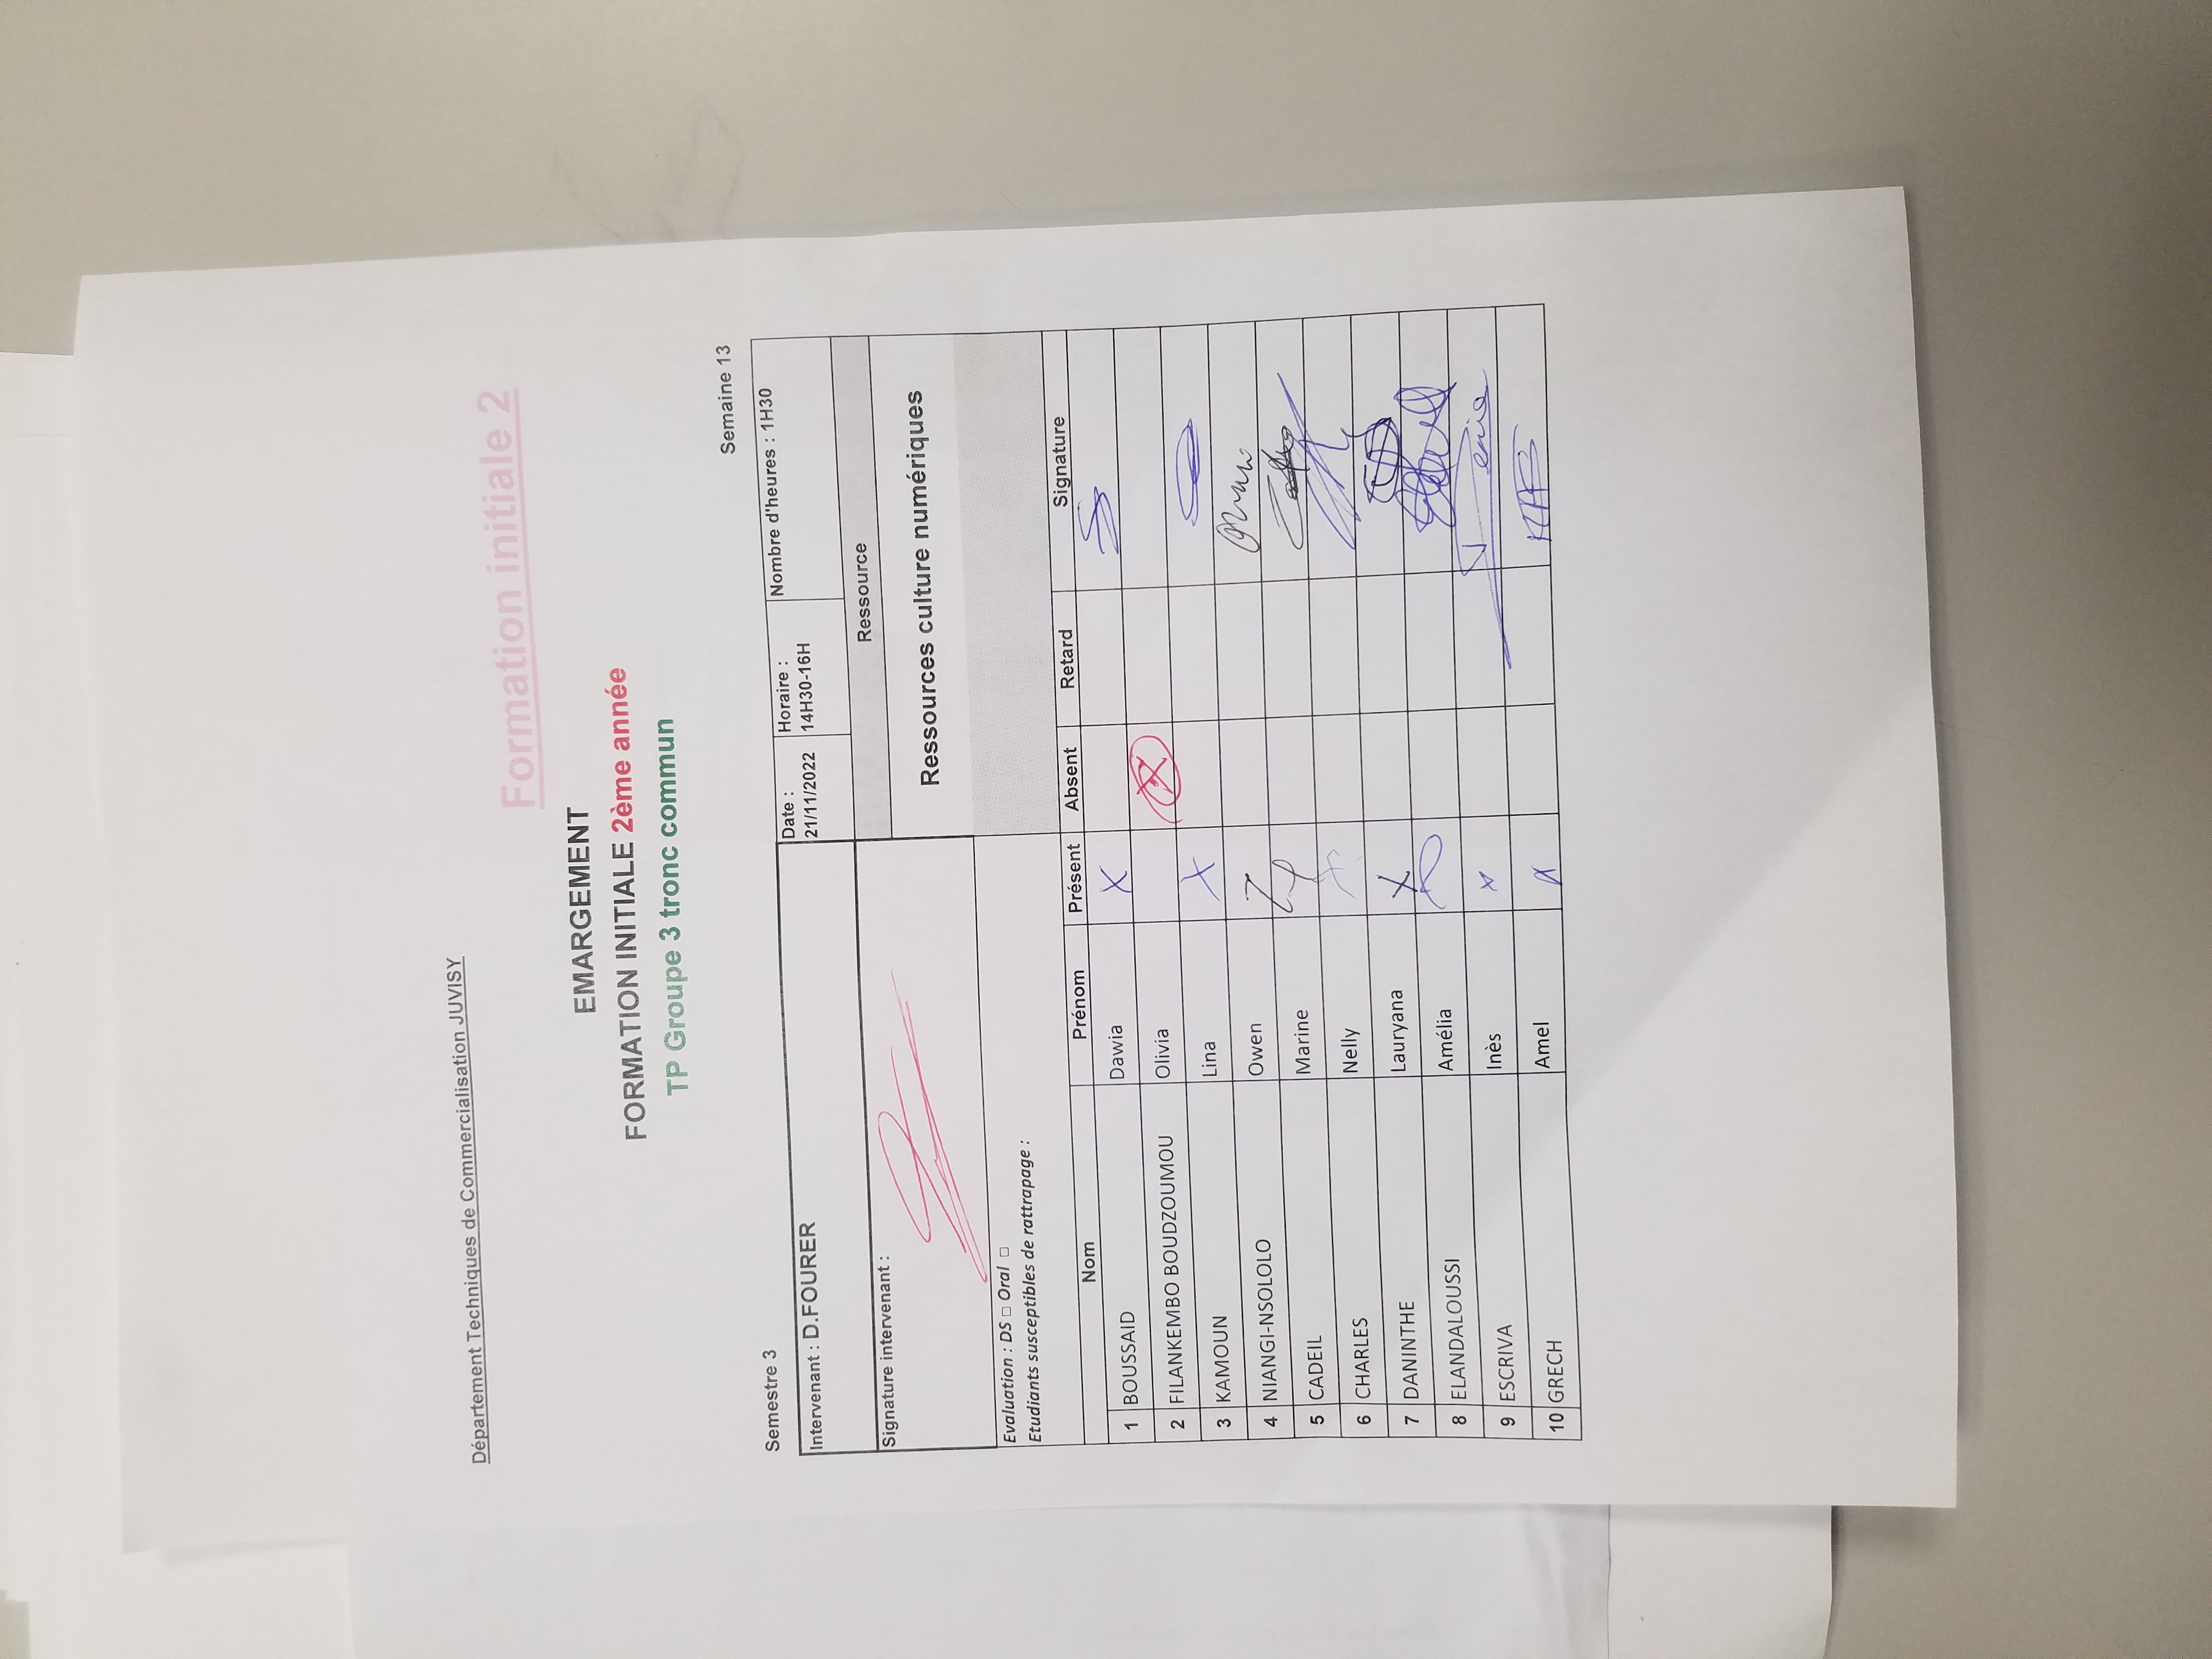 Département Techniques de Commercialisation JUVISY
Formation initiale 2
EMARGEMENT
FORMATION INITIALE 2ème année
TP Groupe 3 tronc commun
Semaine 13
Semestre 3
Intervenant : D.FOURER
Date :
21/11/2022
Horaire :
14H30-16H
Nombre d'heures : 1H30
Signature intervenant :
Ressource
Ressources culture numériques
Evaluation : DS □ Oral □
Etudiants susceptibles de rattrapage :
Nom Prénom Présent Absent Retard Signature
1 BOUSSAID Dawia X
2 FILANKEMBO BOUDZOUMOU Olivia X
3 KAMOUN Lina X
4 NIANGI-NSOLOLO Owen
5 CADEIL Marine
6 CHARLES Nelly
7 DANINTHE Lauryana X
8 ELANDALOUSSI Amélia
9 ESCRIVA Inès x
10 GRECH Amel